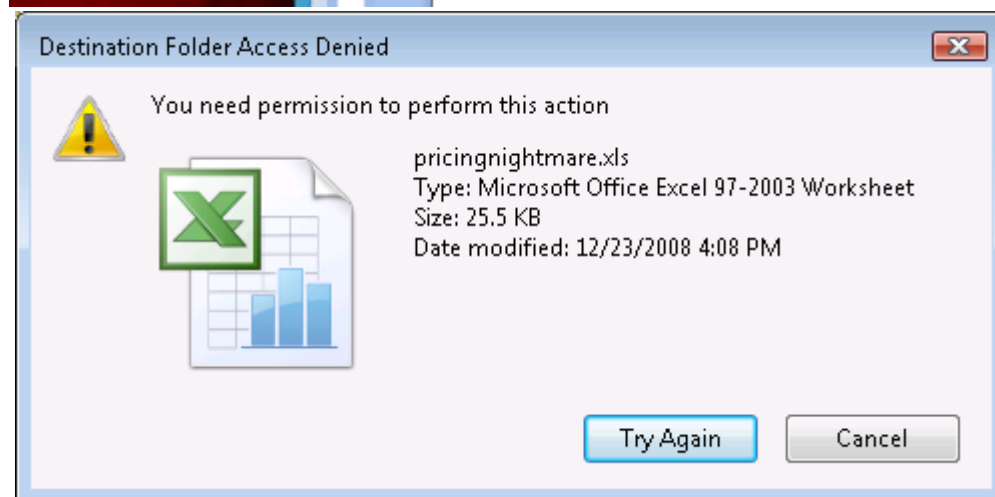 Destination Folder Access Denied
You need permission to perform this action
pricingnightmare.xls
Type: Microsoft Office Excel 97-2003 Worksheet
Size: 25.5 KB
Date modified: 12/23/2008 4:08 PM
Try Again
Cancel